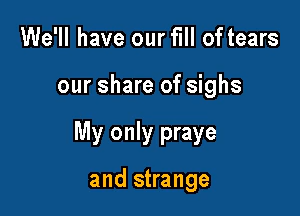 We'll have our fill of tears
our share of sighs
My only praye
and strange